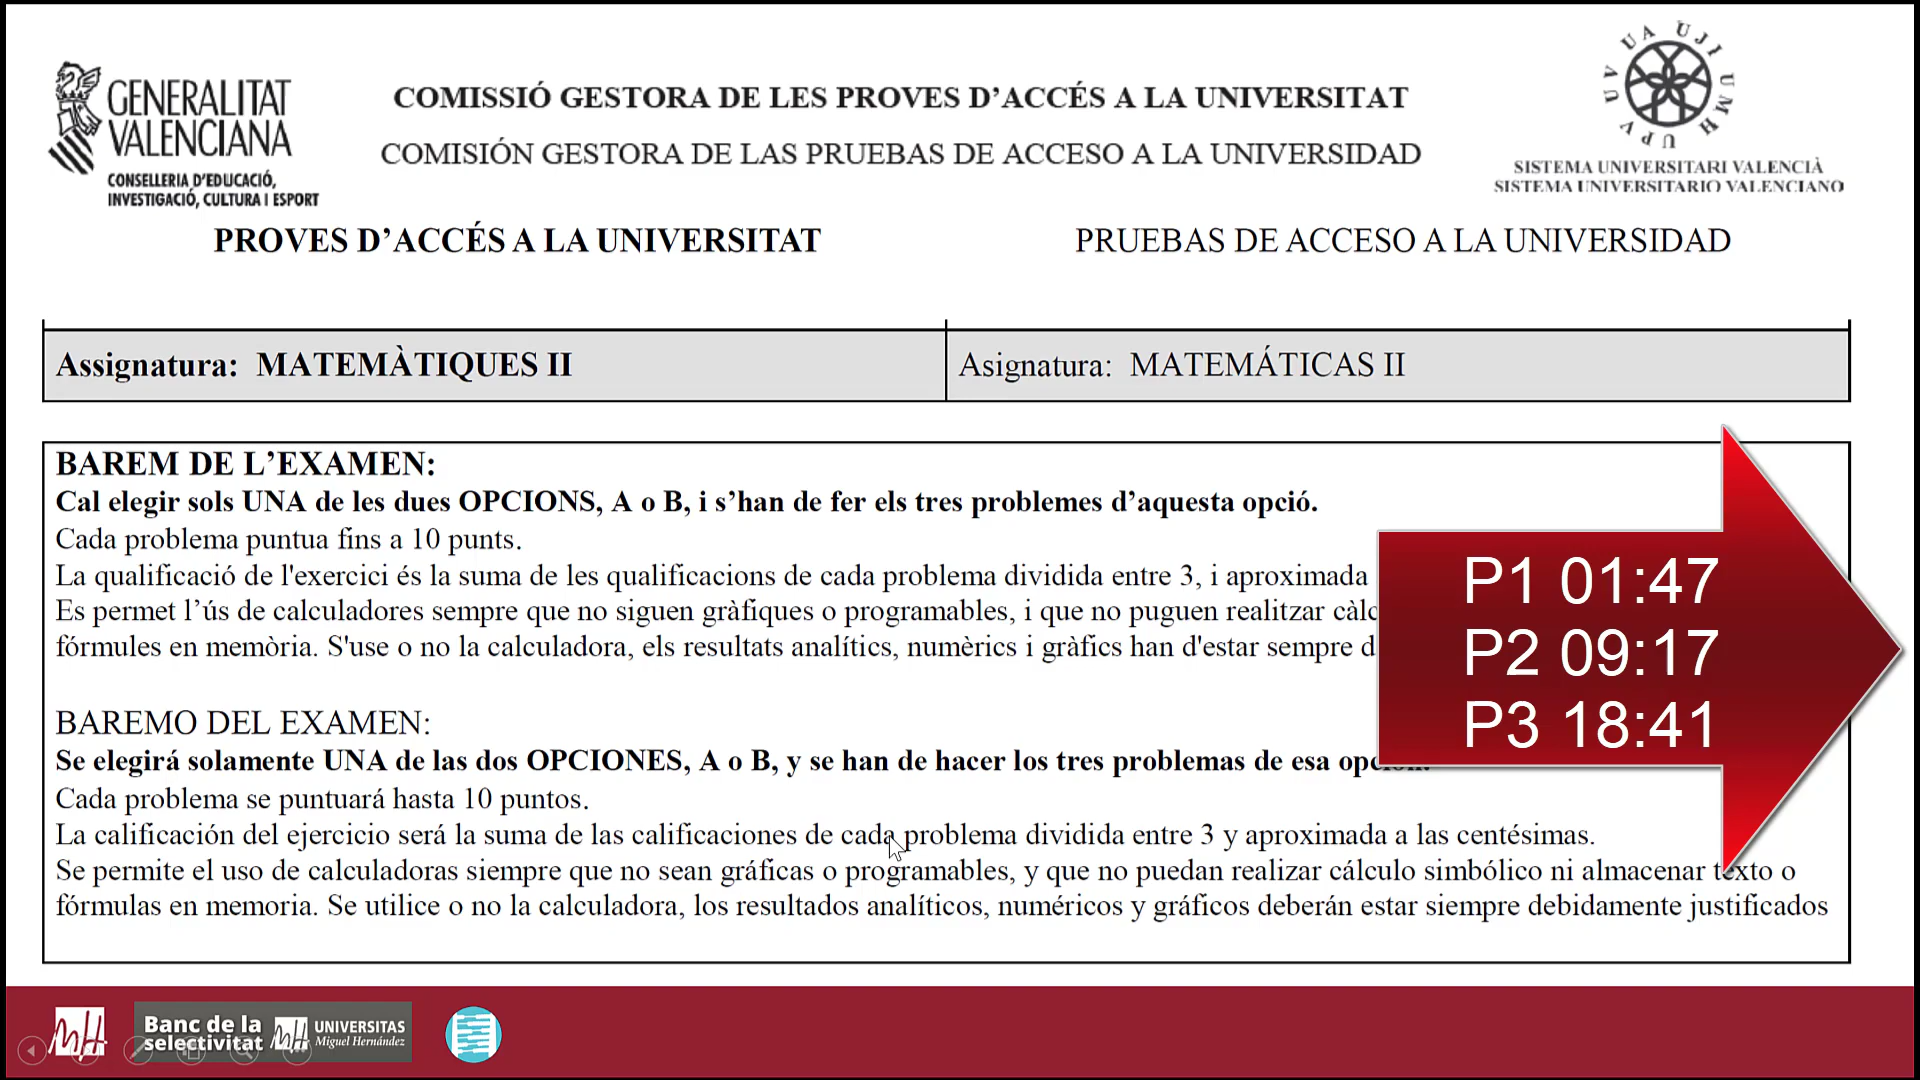 GENERALITAT
VALENCIANA
CONSELLERIA D'EDUCACIÓ,
INVESTIGACIÓ, CULTURA I ESPORT
COMISSIÓ GESTORA DE LES PROVES D'ACCÉS A LA UNIVERSITAT
COMISIÓN GESTORA DE LAS PRUEBAS DE ACCESO A LA UNIVERSIDAD
UV UA UJI UMH UPV
SISTEMA UNIVERSITARI VALENCIÀ
SISTEMA UNIVERSITARIO VALENCIANO
PROVES D'ACCÉS A LA UNIVERSITAT
PRUEBAS DE ACCESO A LA UNIVERSIDAD
Assignatura: MATEMÀTIQUES II
Asignatura: MATEMÁTICAS II
BAREM DE L'EXAMEN:
Cal elegir sols UNA de les dues OPCIONS, A o B, i s'han de fer els tres problemes d'aquesta opció.
Cada problema puntua fins a 10 punts.
La qualificació de l'exercici és la suma de les qualificacions de cada problema dividida entre 3, i aproximada
Es permet l'ús de calculadores sempre que no siguen gràfiques o programables, i que no puguen realitzar càlc
fórmules en memòria. S'use o no la calculadora, els resultats analítics, numèrics i gràfics han d'estar sempre d
P1 01:47
P2 09:17
P3 18:41
BAREMO DEL EXAMEN:
Se elegirá solamente UNA de las dos OPCIONES, A o B, y se han de hacer los tres problemas de esa opción.
Cada problema se puntuará hasta 10 puntos.
La calificación del ejercicio será la suma de las calificaciones de cada problema dividida entre 3 y aproximada a las centésimas.
Se permite el uso de calculadoras siempre que no sean gráficas o programables, y que no puedan realizar cálculo simbólico ni almacenar texto o
fórmulas en memoria. Se utilice o no la calculadora, los resultados analíticos, numéricos y gráficos deberán estar siempre debidamente justificados
Banc de la
selectivitat
UNIVERSITAS
Miguel Hernández